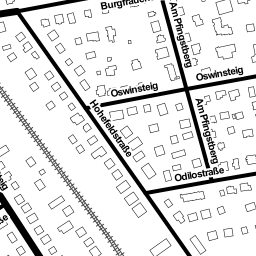 Burgfrauen
Am Pfingstberg
Oswinsteig
Oswinsteig
Hohefeldstraße
Am Pfingstberg
Odilostraße